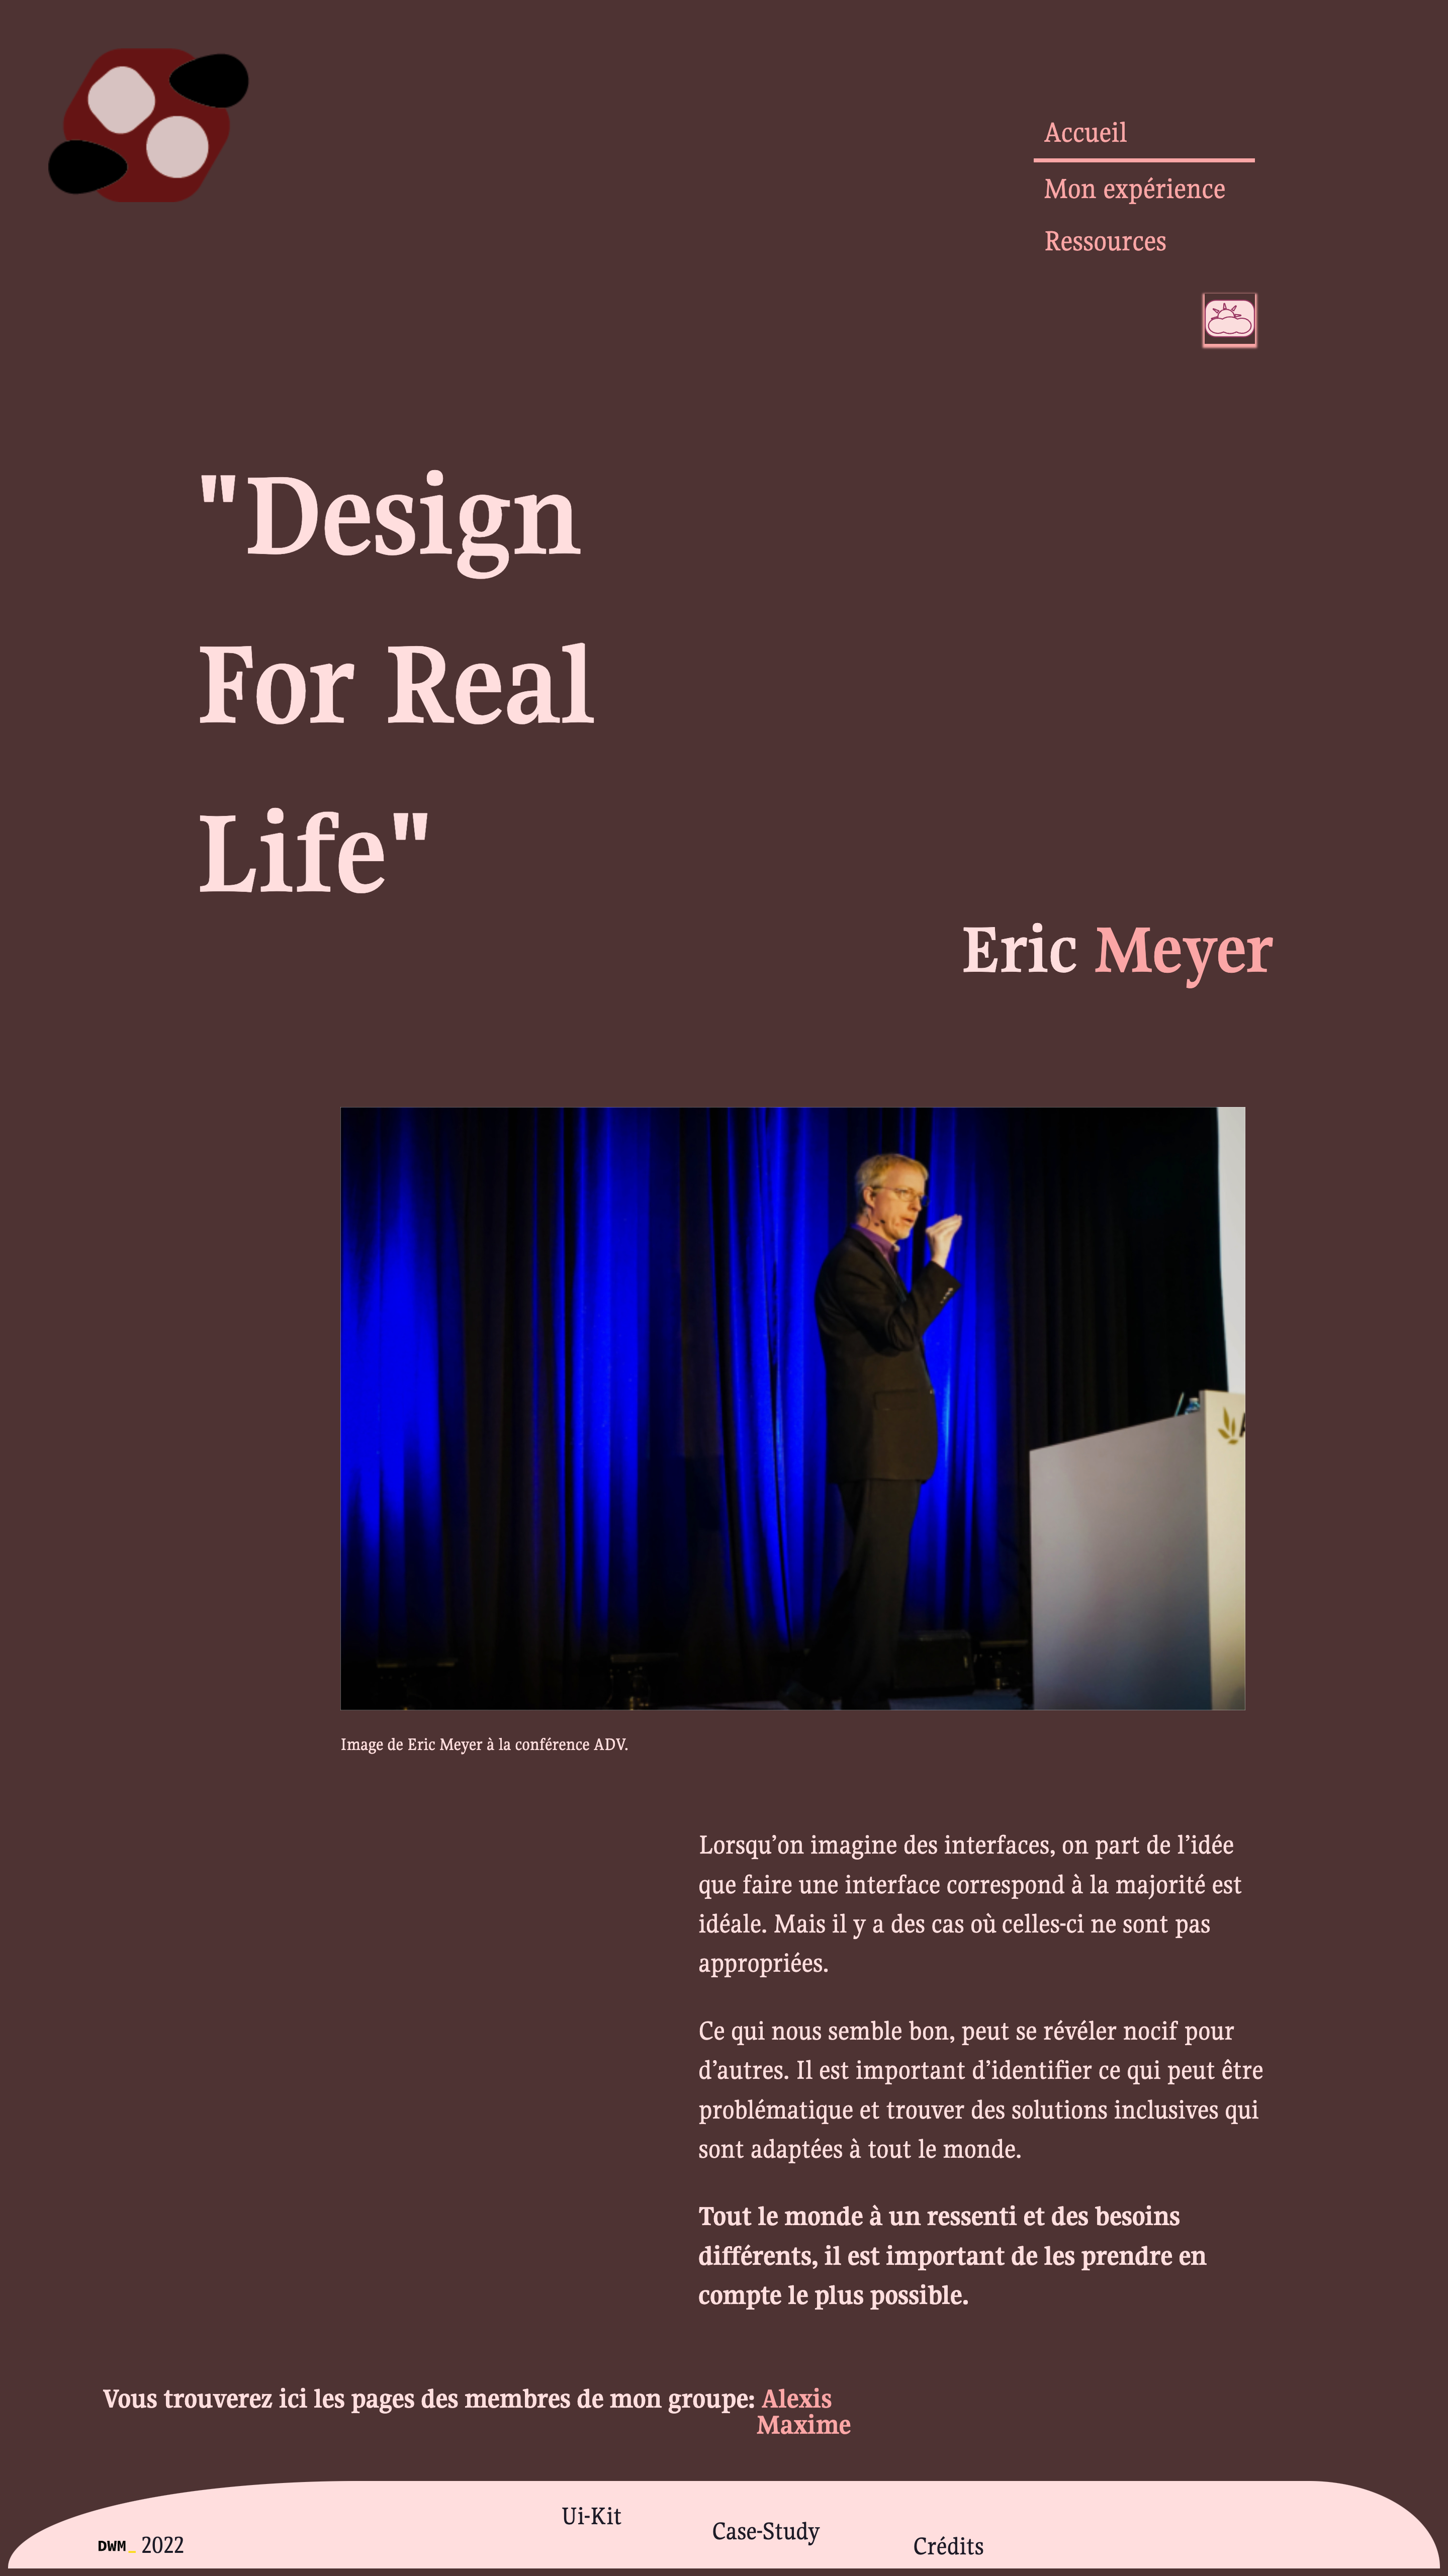 Accueil
Mon expérience
Ressources
"Design
For Real
Life"
Eric Meyer
Image de Eric Meyer à la conférence ADV.
Lorsqu’on imagine des interfaces, on part de l’idée
que faire une interface correspond à la majorité est
idéale. Mais il y a des cas où celles-ci ne sont pas
appropriées.
Ce qui nous semble bon, peut se révéler nocif pour
d’autres. Il est important d’identifier ce qui peut être
problématique et trouver des solutions inclusives qui
sont adaptées à tout le monde.
Tout le monde à un ressenti et des besoins
différents, il est important de les prendre en
compte le plus possible.
Vous trouverez ici les pages des membres de mon groupe: Alexis
Maxime
Ui-Kit
Case-Study
Crédits
DWM_ 2022